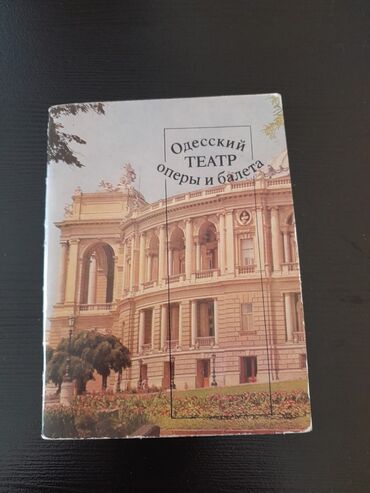 Одесский
ТЕАТР
оперы и балета